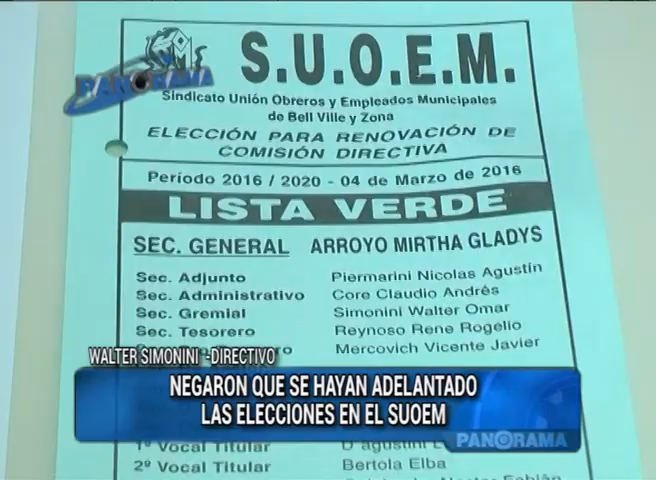 PANORAMA
S.U.O.E.M.
Sindicato Unión Obreros y Empleados Municipales
de Bell Ville y Zona
ELECCIÓN PARA RENOVACIÓN DE
COMISIÓN DIRECTIVA
Período 2016 / 2020 - 04 de Marzo de 2016
LISTA VERDE
SEC. GENERAL ARROYO MIRTHA GLADYS
Sec. Adjunto Piermarini Nicolas Agustín
Sec. Administrativo Core Claudio Andrés
Sec. Gremial Simonini Walter Omar
Sec. Tesorero Reynoso Rene Rogelio
Mercovich Vicente Javier
WALTER SIMONINI -DIRECTIVO
NEGARON QUE SE HAYAN ADELANTADO
LAS ELECCIONES EN EL SUOEM
PANORAMA
1º Vocal Titular D'agustini
2º Vocal Titular Bertola Elba